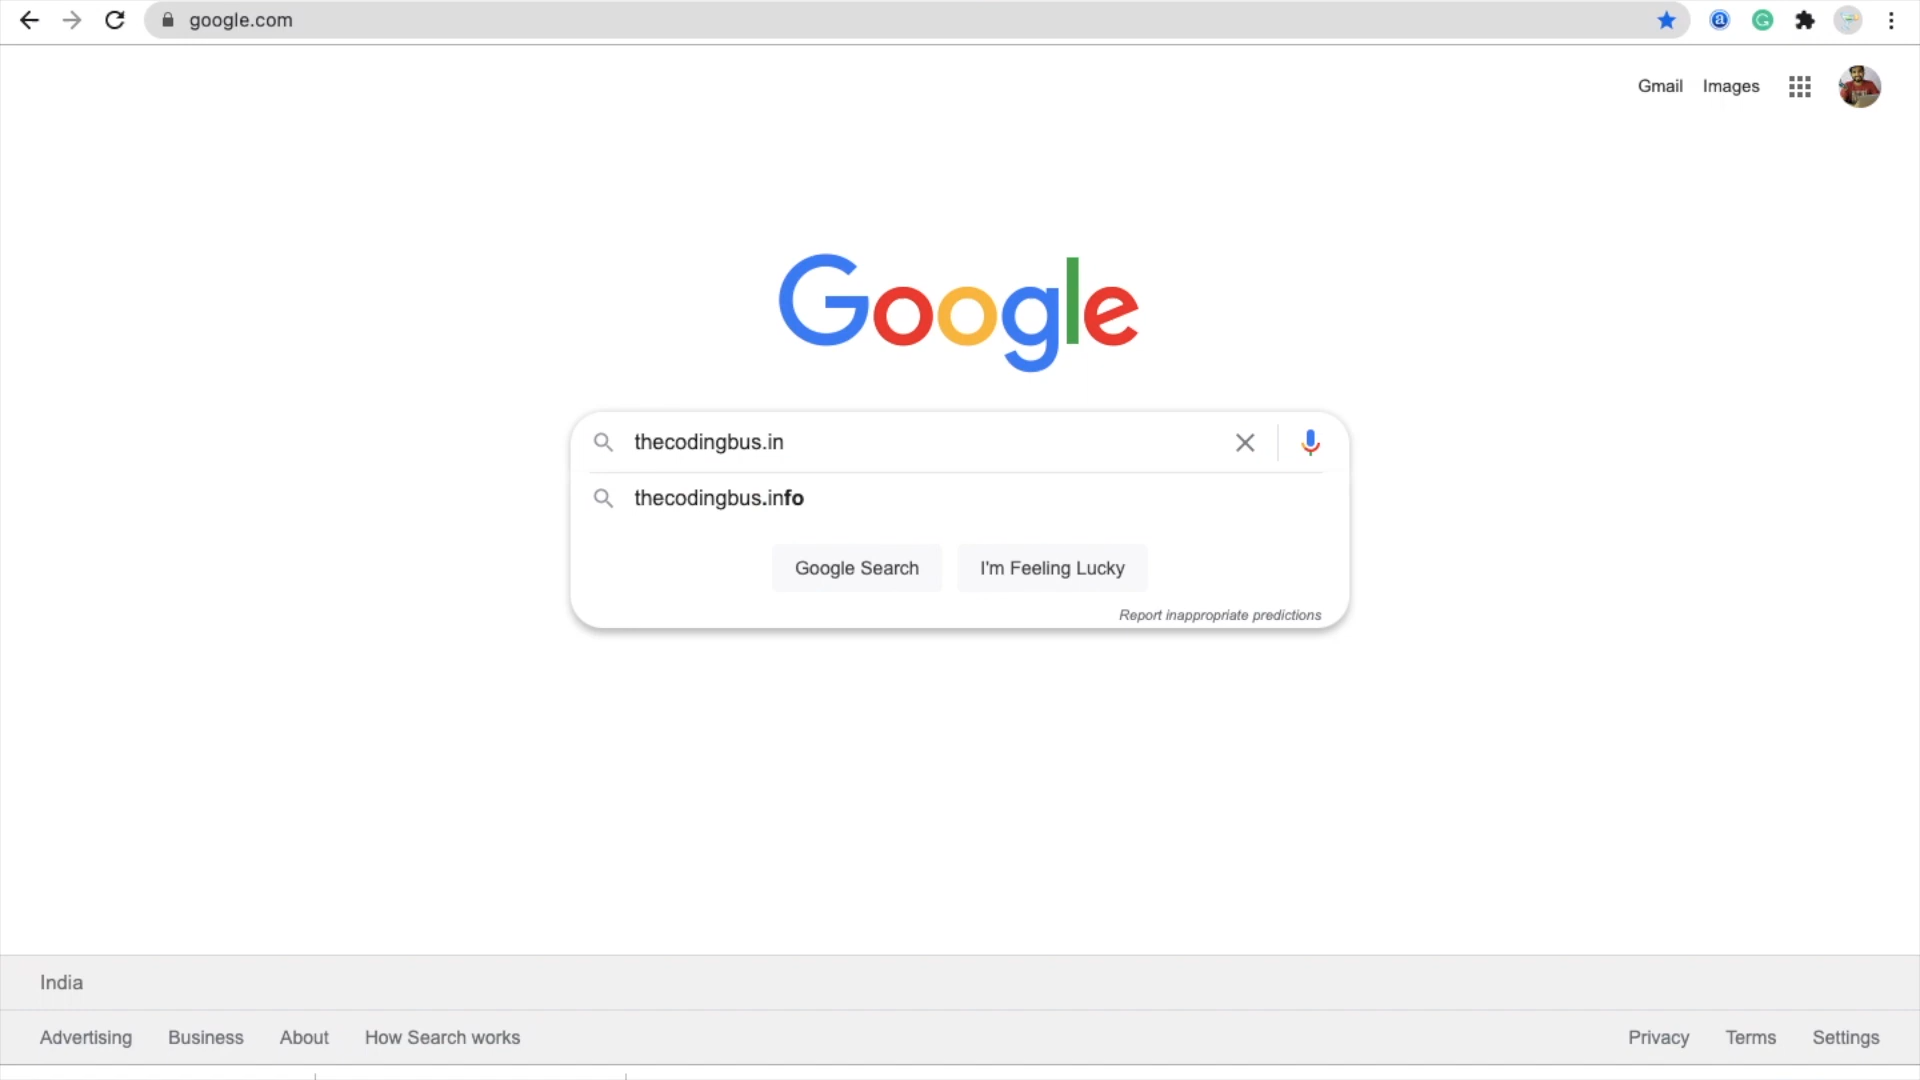 google.com
Gmail Images
Google
thecodingbus.in
thecodingbus.info
Google Search I'm Feeling Lucky
Report inappropriate predictions
India
Advertising Business About How Search works Privacy Terms Settings